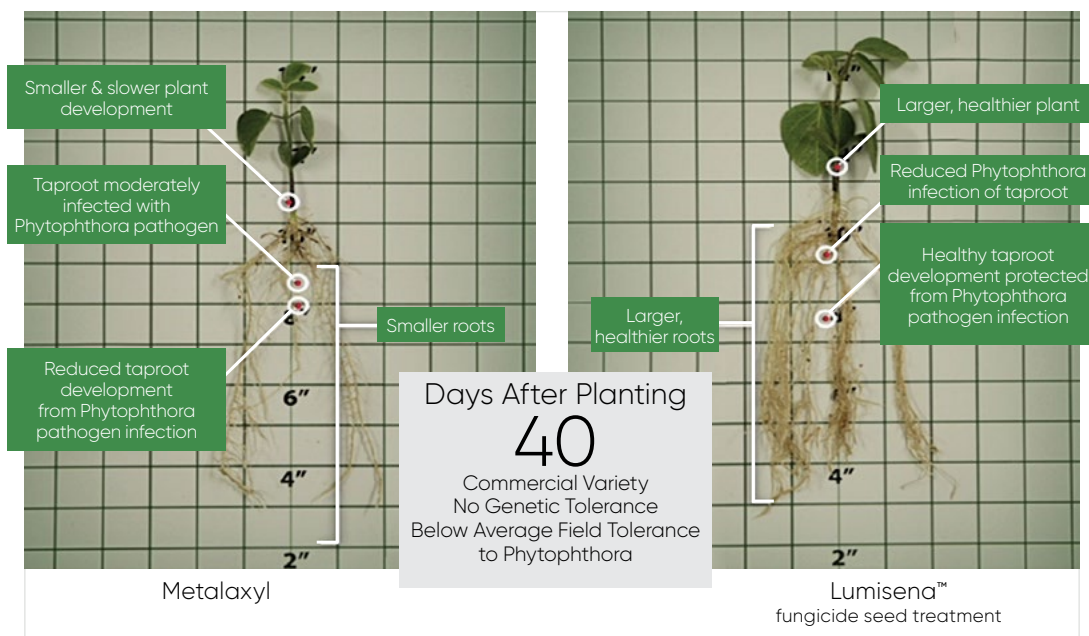 Smaller & slower plant
development
Taproot moderately
infected with
Phytophthora pathogen
Reduced taproot
development
from Phytophthora
pathogen infection
Smaller roots
6”
4”
2”
Metalaxyl
Days After Planting
40
Commercial Variety
No Genetic Tolerance
Below Average Field Tolerance
to Phytophthora
Larger, healthier plant
Reduced Phytophthora
infection of taproot
Healthy taproot
development protected
from Phytophthora
pathogen infection
Larger,
healthier roots
4”
2”
Lumisena™
fungicide seed treatment